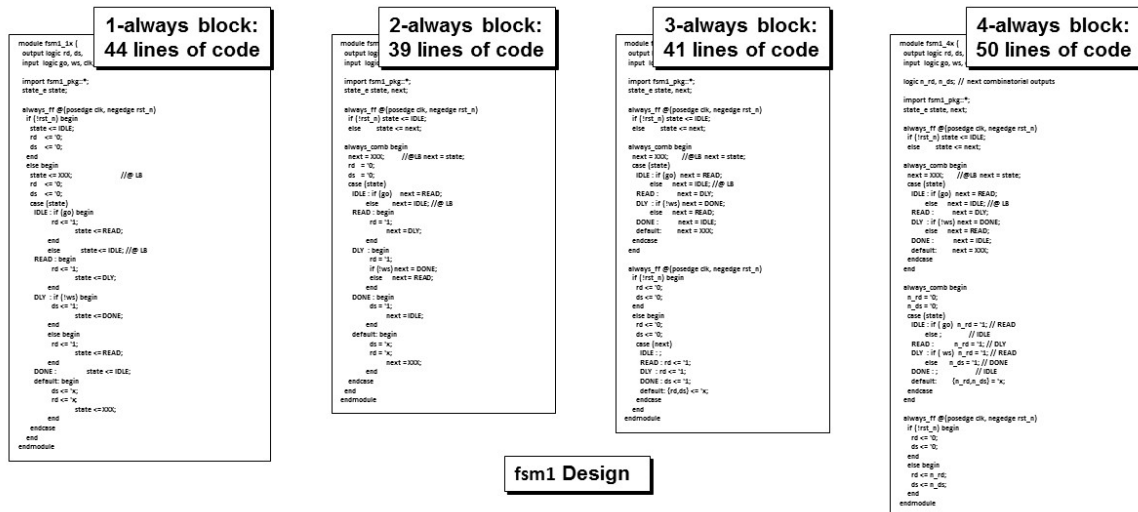 1-always block:
44 lines of code
module fsm1_1x (
output logic rd, ds,
input logic go, ws, clk
import fsm1_pkg::*;
state_e state, next;
always_ff @(posedge clk, negedge rst_n)
if (!rst_n) begin
state <= IDLE;
rd <= '0;
ds <= '0;
end
else begin
state <= XXX; //@ LB
rd <= '0;
ds <= '0;
case (state)
IDLE : if (go) begin
rd <= '1;
state <= READ;
end
else state <= IDLE; //@ LB
READ : begin
rd <= '1;
state <= DLY;
end
DLY : if (!ws) begin
ds <= '1;
state <= DONE;
end
else begin
rd <= '1;
state <= READ;
end
DONE : state <= IDLE;
default: begin
ds <= 'x;
rd <= 'x;
state <= XXX;
end
endcase
end
endmodule
2-always block:
39 lines of code
module fsm
output logi
input logi
import fsm1_pkg::*;
state_e state, next;
always_ff @(posedge clk, negedge rst_n)
if (!rst_n) state <= IDLE;
else state <= next;
always_comb begin
next = XXX; //@LB next = state;
rd = '0;
ds = '0;
case (state)
IDLE : if (go) next = READ;
else next = IDLE; //@ LB
READ : begin
rd = '1;
next = DLY;
end
DLY : begin
rd = '1;
if (!ws) next = DONE;
else next = READ;
end
DONE : begin
ds = '1;
next = IDLE;
end
default: begin
ds = 'x;
rd = 'x;
next = XXX;
end
endcase
end
endmodule
3-always block:
41 lines of code
module f
output l
input lo
import fsm1_pkg::*;
state_e state, next;
always_ff @(posedge clk, negedge rst_n)
if (!rst_n) state <= IDLE;
else state <= next;
always_comb begin
next = XXX; //@LB next = state;
case (state)
IDLE : if (go) next = READ;
else next = IDLE; //@ LB
READ : next = DLY;
DLY : if (!ws) next = DONE;
else next = READ;
DONE : next = IDLE;
default: next = XXX;
endcase
end
always_ff @(posedge clk, negedge rst_n)
if (!rst_n) begin
rd <= '0;
ds <= '0;
end
else begin
rd <= '0;
ds <= '0;
case (next)
IDLE : ;
READ : rd <= '1;
DLY : rd <= '1;
DONE : ds <= '1;
default: {rd,ds} <= 'x;
endcase
end
endmodule
4-always block:
50 lines of code
module fsm1_4x (
output logic rd, ds,
input logic go, ws,
logic n_rd, n_ds; // next combinatorial outputs
import fsm1_pkg::*;
state_e state, next;
always_ff @(posedge clk, negedge rst_n)
if (!rst_n) state <= IDLE;
else state <= next;
always_comb begin
next = XXX; //@LB next = state;
case (state)
IDLE : if (go) next = READ;
else next = IDLE; //@ LB
READ : next = DLY;
DLY : if (!ws) next = DONE;
else next = READ;
DONE : next = IDLE;
default: next = XXX;
endcase
end
always_comb begin
n_rd = '0;
n_ds = '0;
case (state)
IDLE : if ( go) n_rd = '1; // READ
else ; // IDLE
READ : n_rd = '1; // DLY
DLY : if ( ws) n_rd = '1; // READ
else n_ds = '1; // DONE
DONE : ; // IDLE
default: {n_rd,n_ds} = 'x;
endcase
end
always_ff @(posedge clk, negedge rst_n)
if (!rst_n) begin
rd <= '0;
ds <= '0;
end
else begin
rd <= n_rd;
ds <= n_ds;
end
endmodule
fsm1 Design